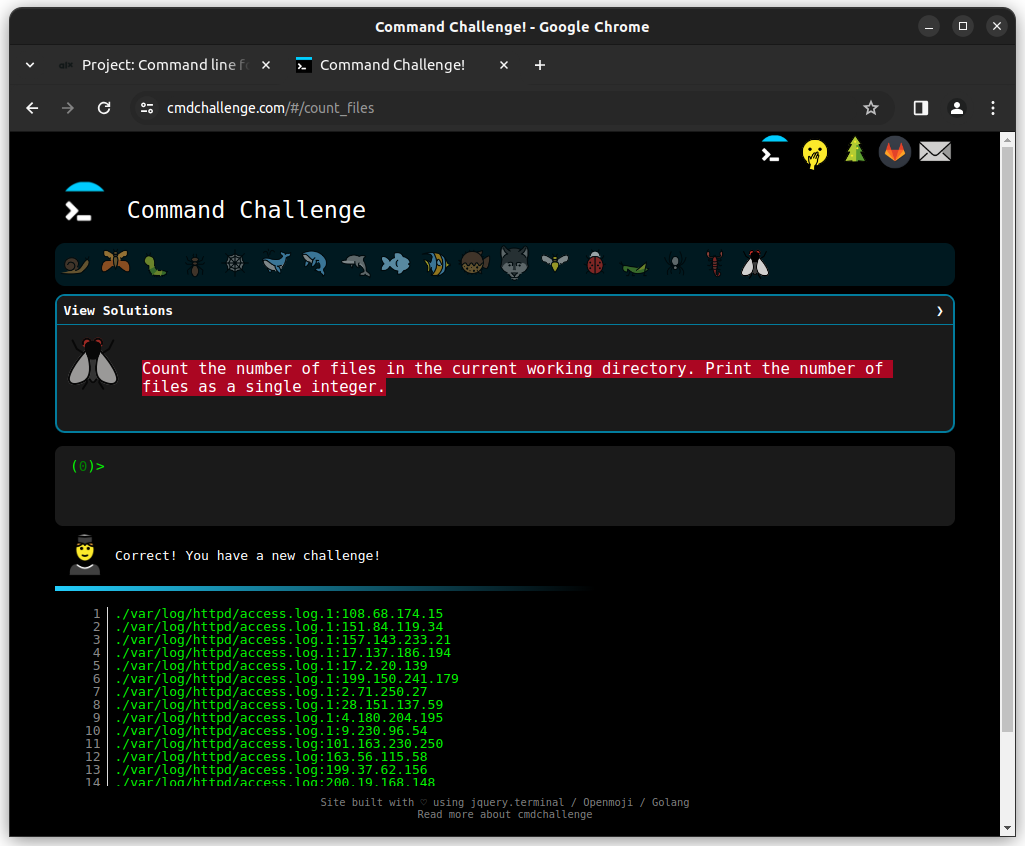 Command Challenge! - Google Chrome
Project: Command line f
Command Challenge!
cmdchallenge.com/#/count_files
Command Challenge
View Solutions
Count the number of files in the current working directory. Print the number of
files as a single integer.
(0)>
Correct! You have a new challenge!
1 ./var/log/httpd/access.log.1:108.68.174.15
2 ./var/log/httpd/access.log.1:151.84.119.34
3 ./var/log/httpd/access.log.1:157.143.233.21
4 ./var/log/httpd/access.log.1:17.137.186.194
5 ./var/log/httpd/access.log.1:17.2.20.139
6 ./var/log/httpd/access.log.1:199.150.241.179
7 ./var/log/httpd/access.log.1:2.71.250.27
8 ./var/log/httpd/access.log.1:28.151.137.59
9 ./var/log/httpd/access.log.1:4.180.204.195
10 ./var/log/httpd/access.log.1:9.230.96.54
11 ./var/log/httpd/access.log:101.163.230.250
12 ./var/log/httpd/access.log:163.56.115.58
13 ./var/log/httpd/access.log:199.37.62.156
14 ./var/log/httpd/access.log:200.19.168.148
Site built with ♡ using jquery.terminal / Openmoji / Golang
Read more about cmdchallenge